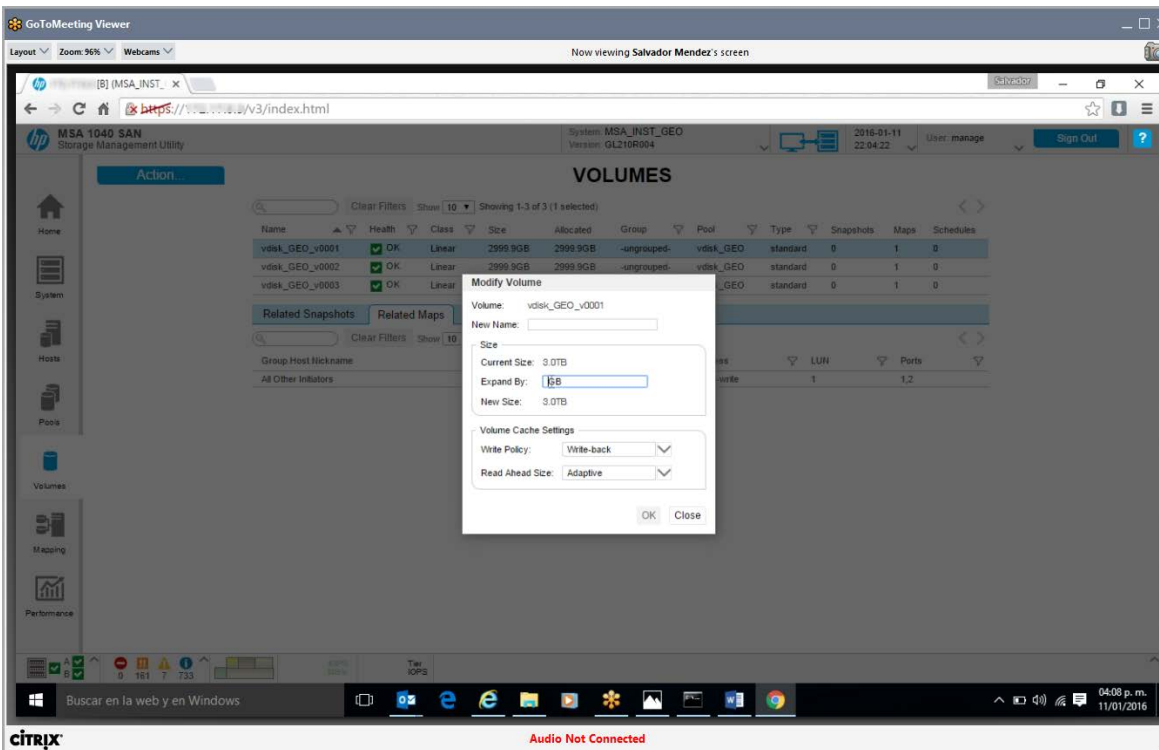 GoToMeeting Viewer
Layout Zoom: 96% Webcams Now viewing Salvador Mendez's screen
[B] (MSA_INST_ × Salvador
https:// /v3/index.html
hp MSA 1040 SAN System: MSA_INST_GEO 2016-01-11 User: manage Sign Out ?
Storage Management Utility Version: GL210R004 22:04:22
Action... VOLUMES
Clear Filters Show 10 Showing 1-3 of 3 (1 selected)
Name Health Class Size Allocated Group Pool Type Snapshots Maps Schedules
vdisk_GEO_v0001 OK Linear 2999.9GB 2999.9GB -ungrouped- vdisk_GEO standard 0 1 0
vdisk_GEO_v0002 OK Linear 2999.9GB 2999.9GB -ungrouped- vdisk_GEO standard 0 1 0
vdisk_GEO_v0003 OK Linear _GEO standard 0 1 0
Related Snapshots Related Maps
Clear Filters Show 10
Group.Host.Nickname LUN Ports
All Other Initiators -write 1 1,2
Modify Volume
Volume: vdisk_GEO_v0001
New Name:
Size
Current Size: 3.0TB
Expand By: GB
New Size: 3.0TB
Volume Cache Settings
Write Policy: Write-back
Read Ahead Size: Adaptive
OK Close
Home
System
Hosts
Pools
Volumes
Mapping
Performance
A B 0 161 7 733 Tier IOPS
Buscar en la web y en Windows 04:08 p. m.
11/01/2016
CITRIX Audio Not Connected